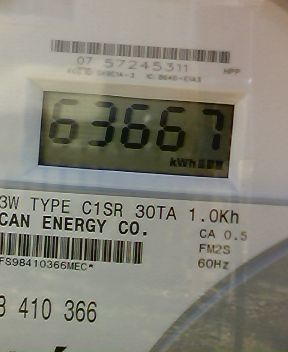 07 57245311
HPP
63667
kWh
3W TYPE C1SR 30TA 1.0Kh
CAN ENERGY CO.
CA 0.5
FM2S
60Hz
FS98410366MEC*
410 366